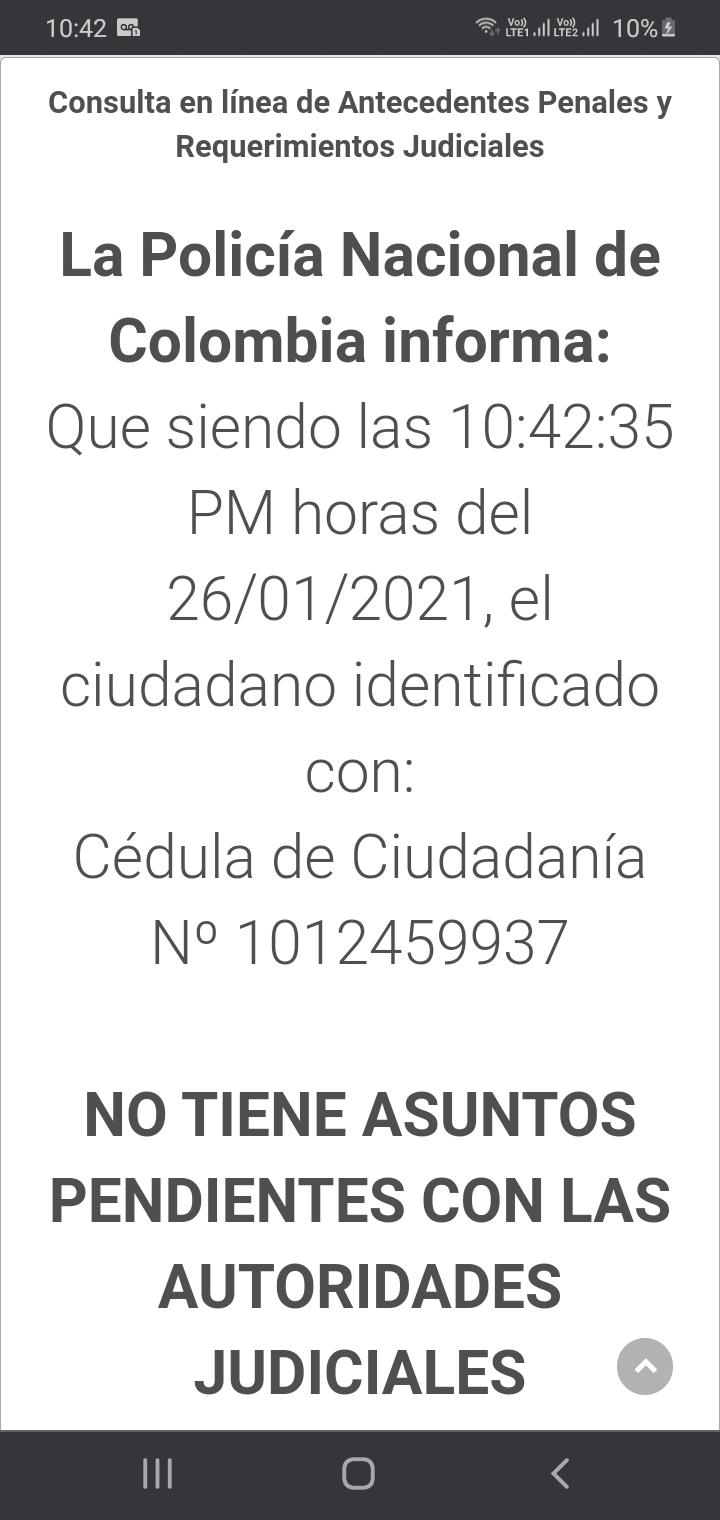 10:42
Vo)) LTE1 Vo)) LTE2 10%
Consulta en línea de Antecedentes Penales y
Requerimientos Judiciales
La Policía Nacional de
Colombia informa:
Que siendo las 10:42:35
PM horas del
26/01/2021, el
ciudadano identificado
con:
Cédula de Ciudadanía
Nº 1012459937
NO TIENE ASUNTOS
PENDIENTES CON LAS
AUTORIDADES
JUDICIALES